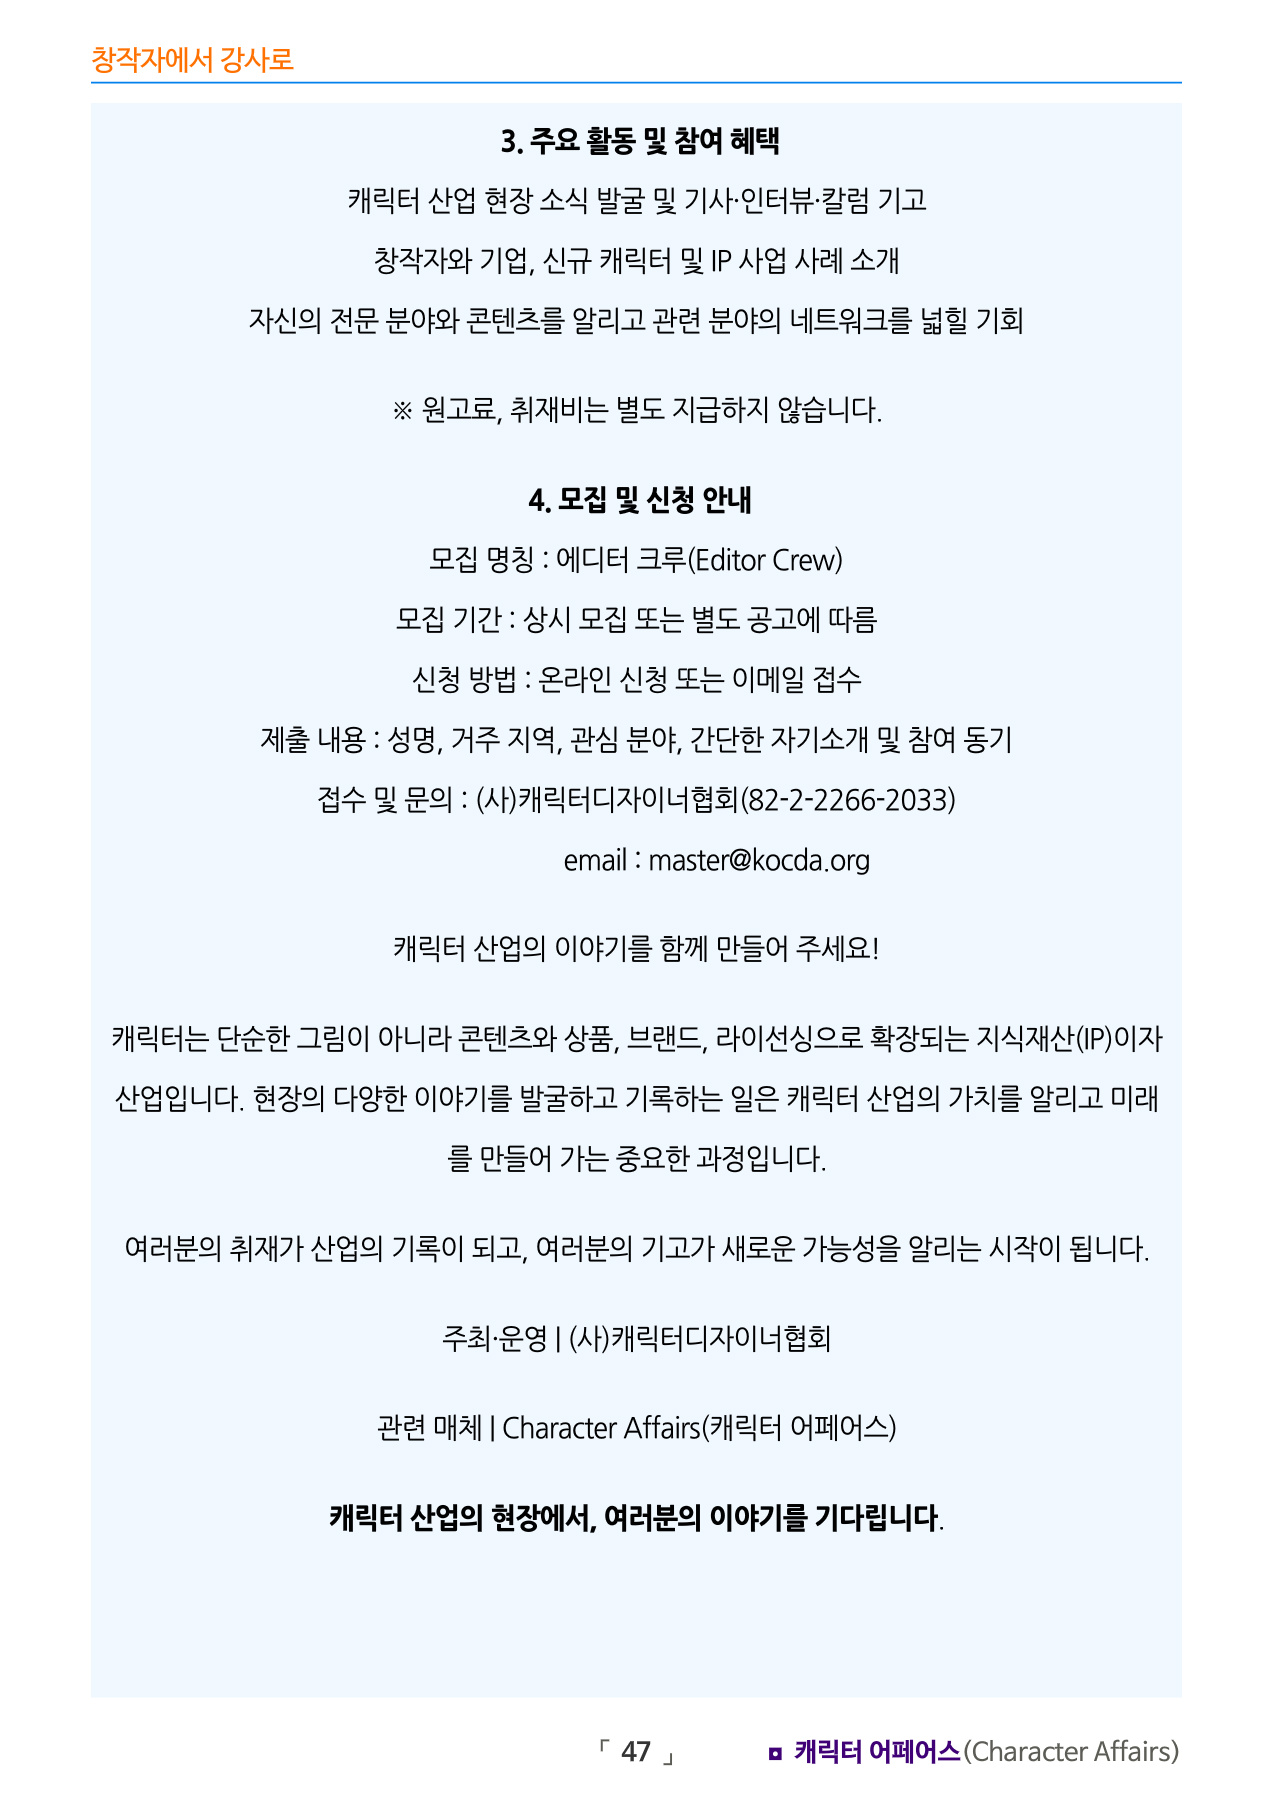 창작자에서 강사로
3. 주요 활동 및 참여 혜택
캐릭터 산업 현장 소식 발굴 및 기사·인터뷰·칼럼 기고
창작자와 기업, 신규 캐릭터 및 IP 사업 사례 소개
자신의 전문 분야와 콘텐츠를 알리고 관련 분야의 네트워크를 넓힐 기회
※ 원고료, 취재비는 별도 지급하지 않습니다.
4. 모집 및 신청 안내
모집 명칭 : 에디터 크루(Editor Crew)
모집 기간 : 상시 모집 또는 별도 공고에 따름
신청 방법 : 온라인 신청 또는 이메일 접수
제출 내용 : 성명, 거주 지역, 관심 분야, 간단한 자기소개 및 참여 동기
접수 및 문의 : (사)캐릭터디자이너협회(82-2-2266-2033)
email : master@kocda.org
캐릭터 산업의 이야기를 함께 만들어 주세요!
캐릭터는 단순한 그림이 아니라 콘텐츠와 상품, 브랜드, 라이선싱으로 확장되는 지식재산(IP)이자
산업입니다. 현장의 다양한 이야기를 발굴하고 기록하는 일은 캐릭터 산업의 가치를 알리고 미래
를 만들어 가는 중요한 과정입니다.
여러분의 취재가 산업의 기록이 되고, 여러분의 기고가 새로운 가능성을 알리는 시작이 됩니다.
주최·운영 | (사)캐릭터디자이너협회
관련 매체 | Character Affairs(캐릭터 어페어스)
캐릭터 산업의 현장에서, 여러분의 이야기를 기다립니다.
「 47 」
◘ 캐릭터 어페어스(Character Affairs)